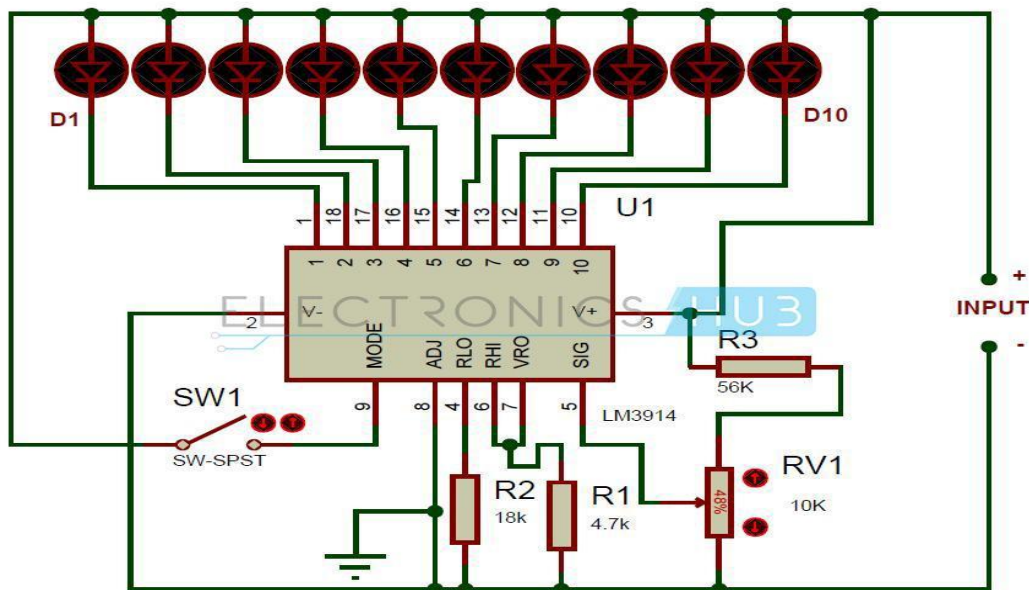 D1
D10
U1
1
18
17
16
15
14
13
12
11
10
1
2
3
4
5
6
7
8
9
10
ELECTRONICS HUB
+
INPUT
-
2
V-
V+
3
MODE
ADJ
RLO
RHI
VRO
SIG
R3
56K
SW1
9
8
4
6
7
5
LM3914
SW-SPST
R2
18k
R1
4.7k
48%
RV1
10K